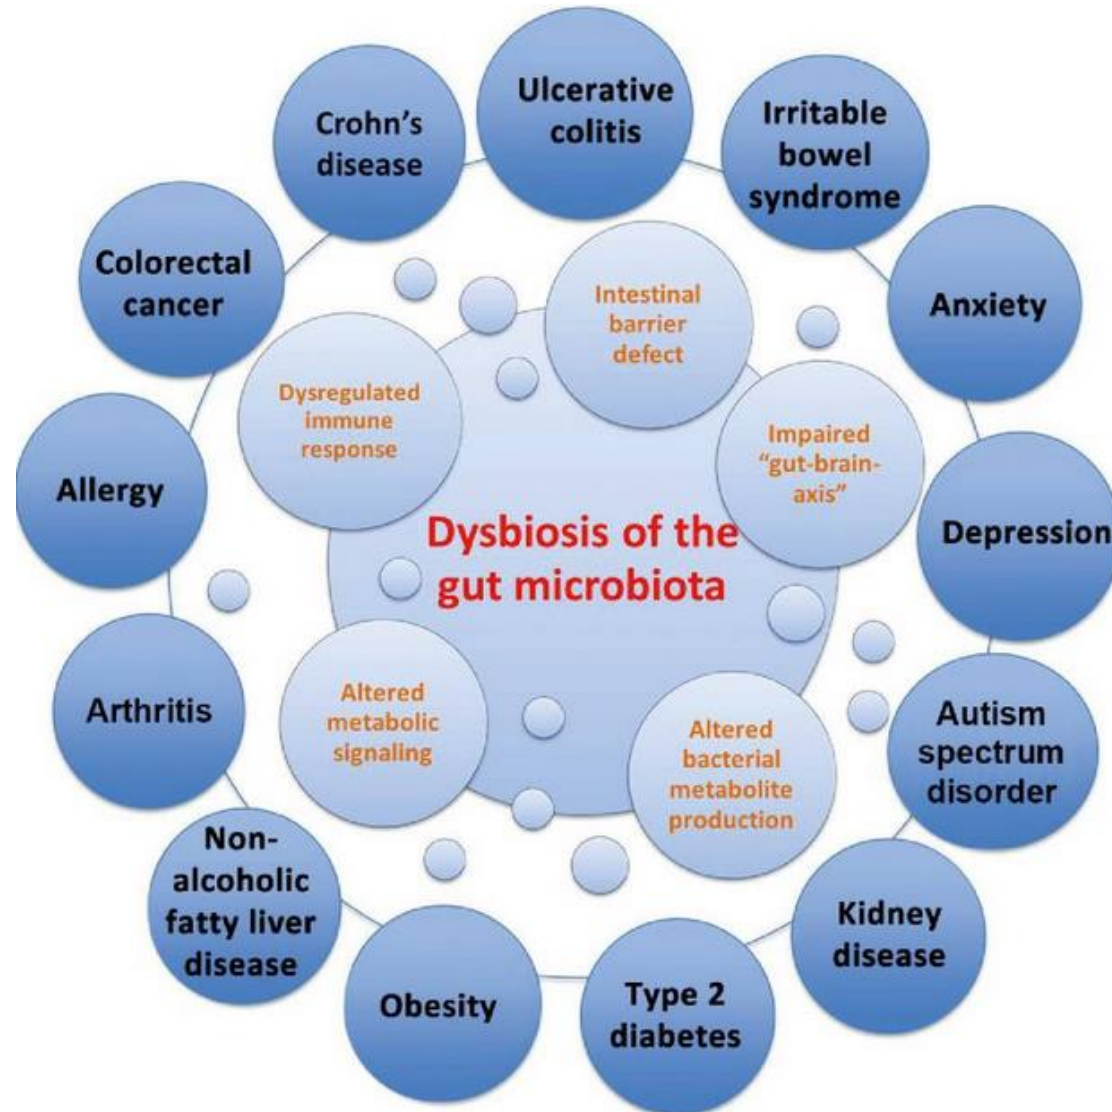 Ulcerative
colitis
Irritable
bowel
syndrome
Anxiety
Depression
Autism
spectrum
disorder
Kidney
disease
Type 2
diabetes
Obesity
Non-
alcoholic
fatty liver
disease
Arthritis
Allergy
Colorectal
cancer
Crohn’s
disease
Intestinal
barrier
defect
Impaired
“gut-brain-
axis”
Altered
bacterial
metabolite
production
Altered
metabolic
signaling
Dysregulated
immune
response
Dysbiosis of the
gut microbiota